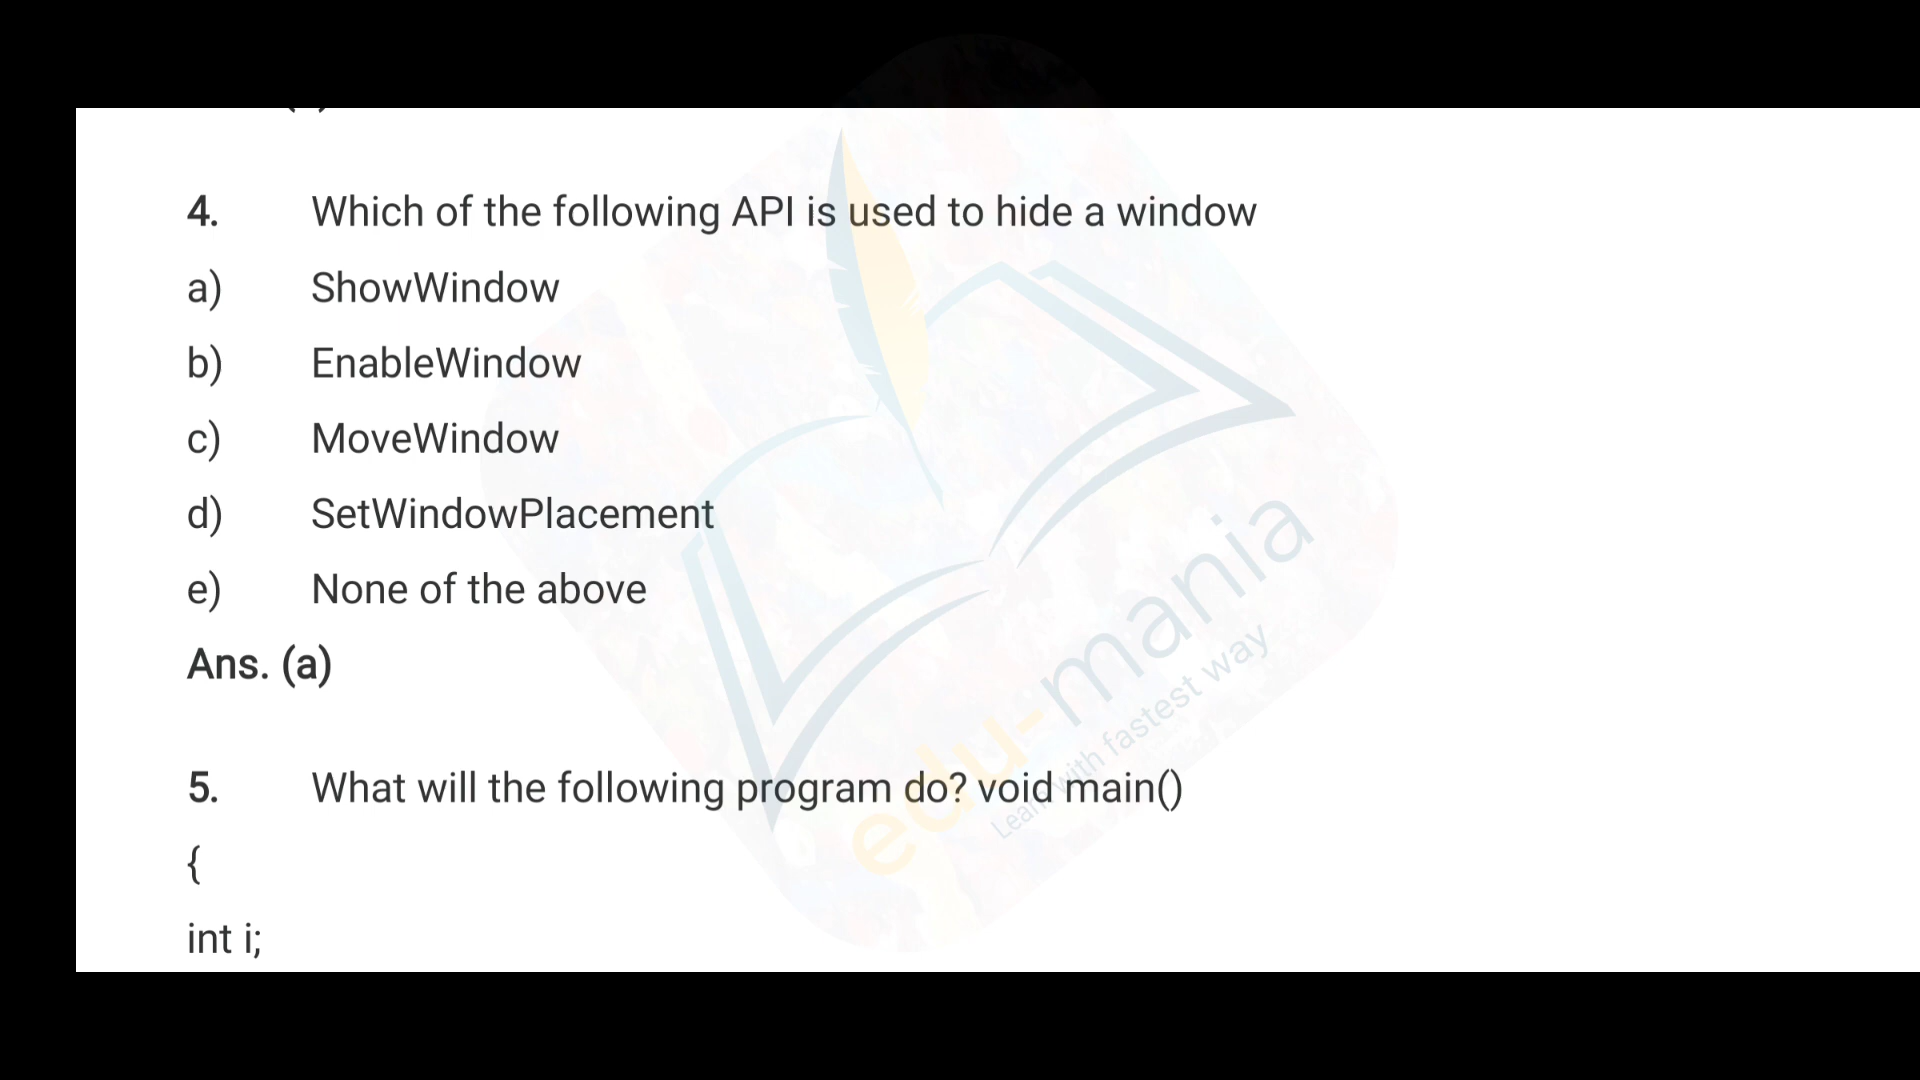 4. Which of the following API is used to hide a window
a) ShowWindow
b) EnableWindow
c) MoveWindow
d) SetWindowPlacement
e) None of the above
Ans. (a)
5. What will the following program do? void main()
{
int i;
edu-mania
Learn with fastest way